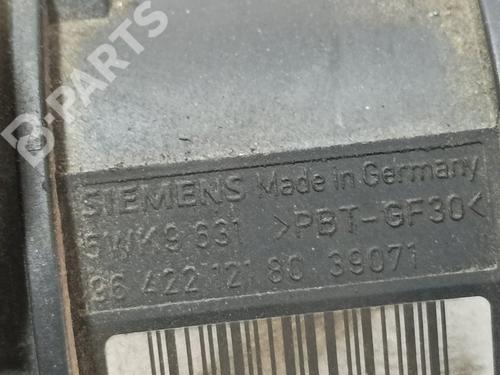 B-PARTS
SIEMENS Made in Germany
5WK9 631 >PBT-GF30<
96 422 121 80 39071